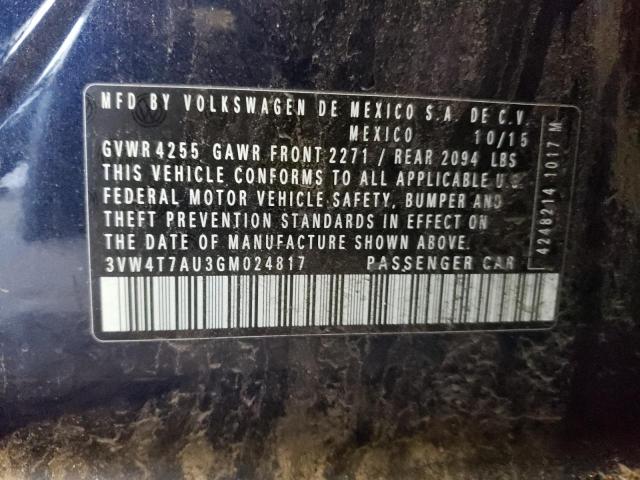 MFD BY VOLKSWAGEN DE MEXICO S.A. DE C.V.
MEXICO 10/15
GVWR 4255 GAWR FRONT 2271 / REAR 2094 LBS
THIS VEHICLE CONFORMS TO ALL APPLICABLE U.S.
FEDERAL MOTOR VEHICLE SAFETY, BUMPER AND
THEFT PREVENTION STANDARDS IN EFFECT ON
THE DATE OF MANUFACTURE SHOWN ABOVE.
3VW4T7AU3GM024817 PASSENGER CAR
4248214 1017 M